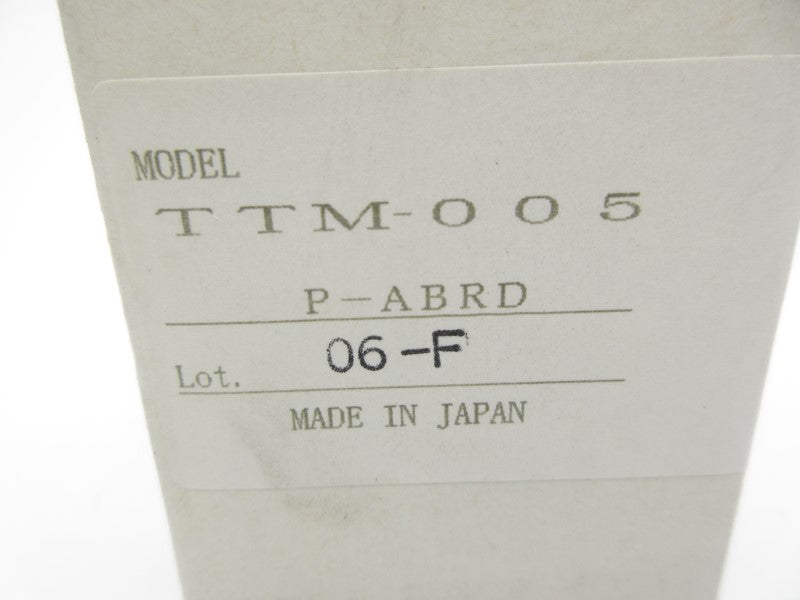 MODEL
TTM-005
P-ABRD
Lot. 06-F
MADE IN JAPAN